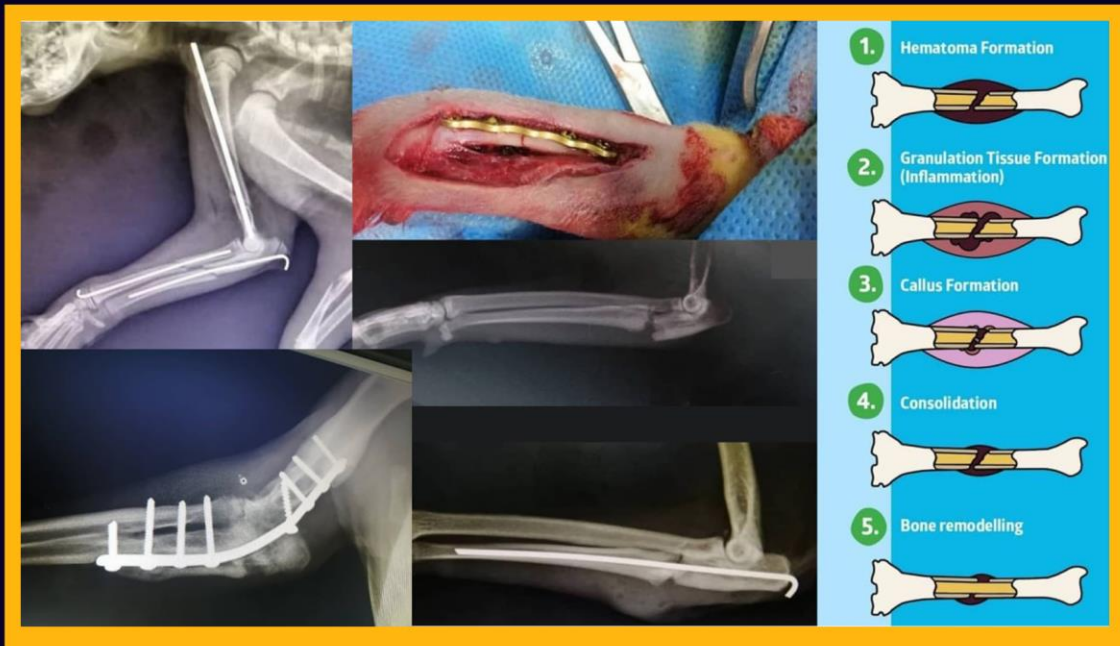 1.
Hematoma Formation
2.
Granulation Tissue Formation
(Inflammation)
3.
Callus Formation
4.
Consolidation
5.
Bone remodelling